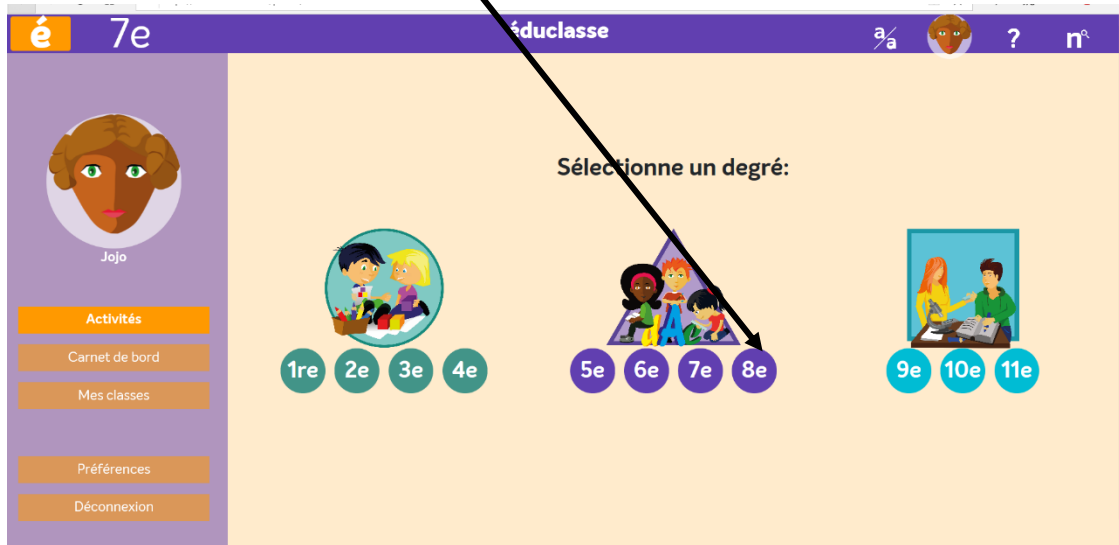 é 7e éduclasse a/a ? n°
Sélectionne un degré:
Jojo
Activités
Carnet de bord
Mes classes
Préférences
Déconnexion
1re 2e 3e 4e
5e 6e 7e 8e
9e 10e 11e